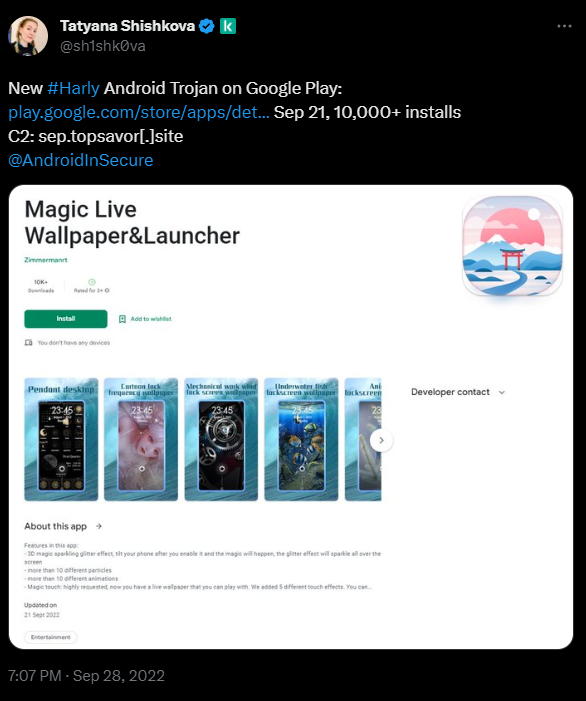 Tatyana Shishkova
@sh1shk0va
New #Harly Android Trojan on Google Play:
play.google.com/store/apps/det... Sep 21, 10,000+ installs
C2: sep.topsavor[.]site
@AndroidInSecure
Magic Live
Wallpaper&Launcher
Zimmermanrt
10K+
Downloads
Rated for 3+
Install
Add to wishlist
You don't have any devices
Pendant desktop
Cartoon lock
frequency wallpaper
Mechanical work wind
lock screen wallpaper
Underwater fish
lockscreen wallpaper
Ani
lockscreen
23:45
23:45
23:45
23:45
23
Developer contact
About this app →
Features in this app:
- 3D magic sparkling glitter effect, tilt your phone after you enable it and the magic will happen, the glitter effect will sparkle all over the
screen
- more than 10 different particles
- more than 10 different animations
- Magic touch: highly requested, now you have a live wallpaper that you can play with. We added 5 different touch effects. You can...
Updated on
21 Sept 2022
Entertainment
7:07 PM · Sep 28, 2022